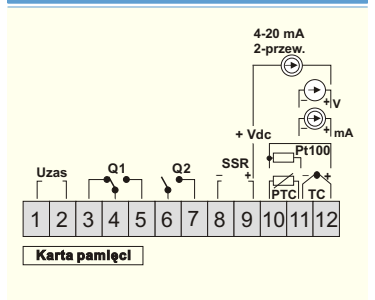 4-20 mA
2-przew.
− + V
− + mA
+ Vdc
Pt100
Uzas Q1 Q2 SSR
− + − +
PTC TC
1 2 3 4 5 6 7 8 9 10 11 12
Karta pamięci